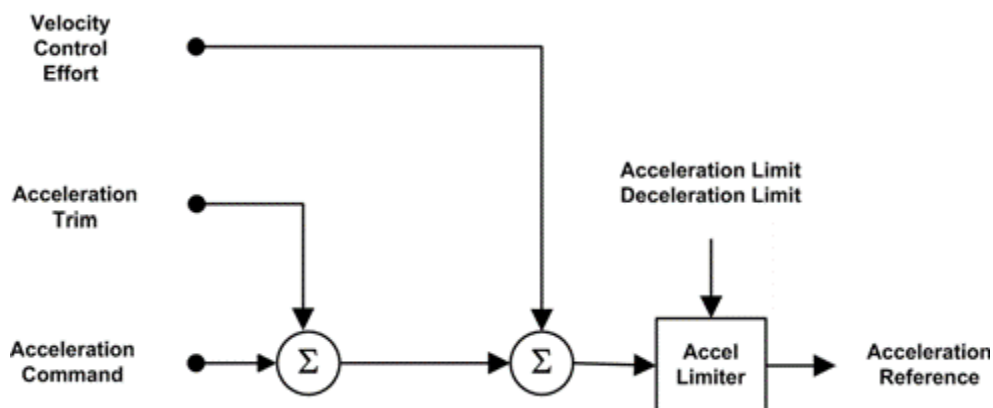 Velocity
Control
Effort
Acceleration
Trim
Acceleration Limit
Deceleration Limit
Acceleration
Command
Σ
Σ
Accel
Limiter
Acceleration
Reference